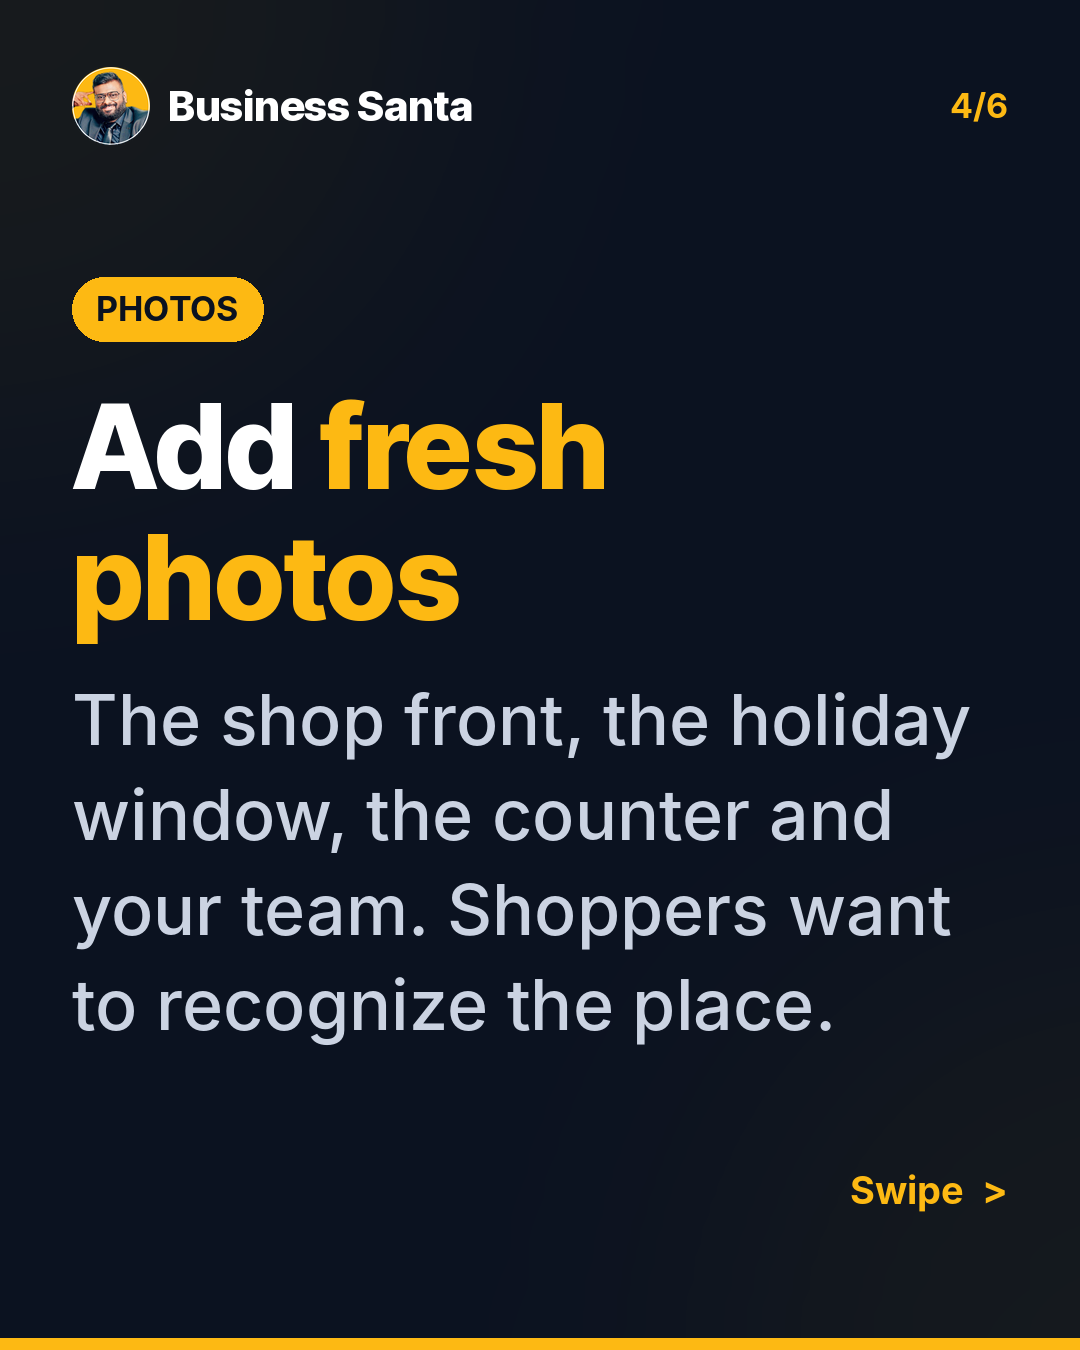 Business Santa
4/6
PHOTOS
Add fresh
photos
The shop front, the holiday
window, the counter and
your team. Shoppers want
to recognize the place.
Swipe >